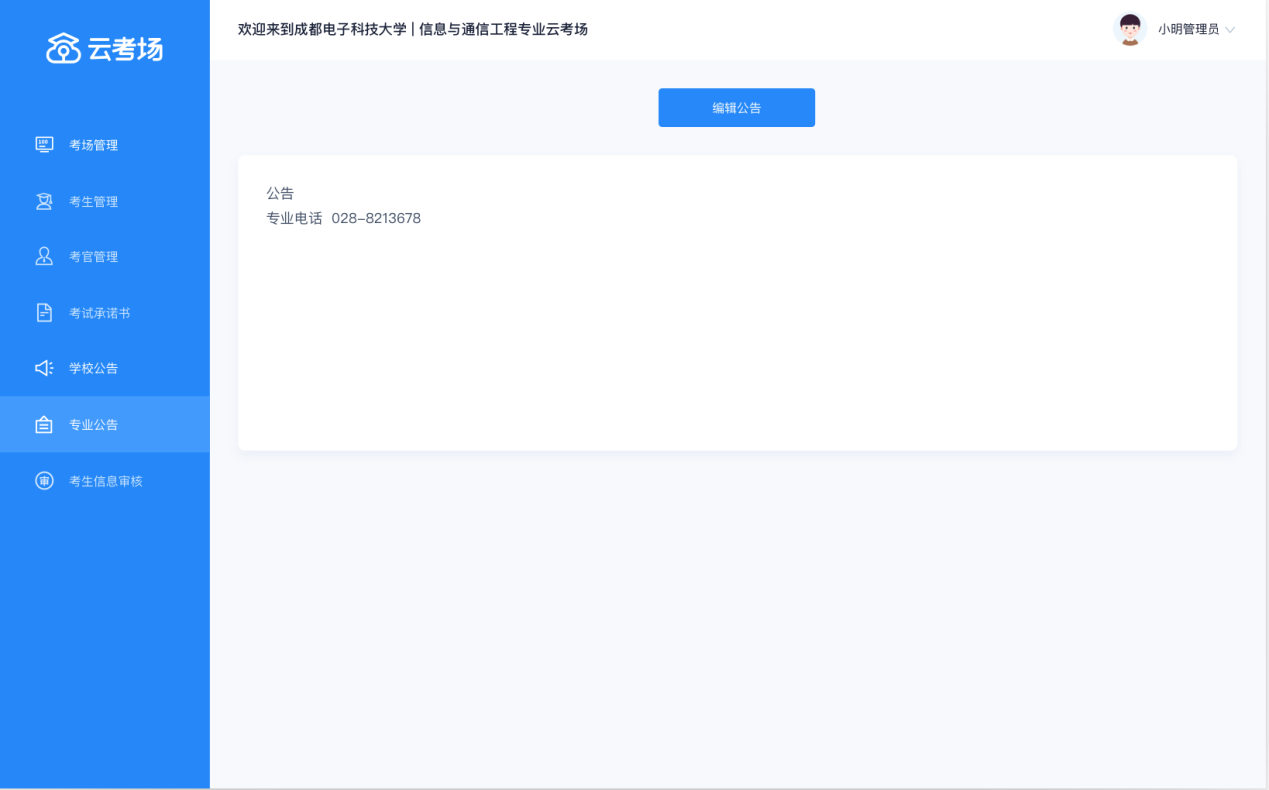 云考场
欢迎来到成都电子科技大学 | 信息与通信工程专业云考场
小明管理员
考场管理
考生管理
考官管理
考试承诺书
学校公告
专业公告
审
考生信息审核
编辑公告
公告
专业电话 028-8213678